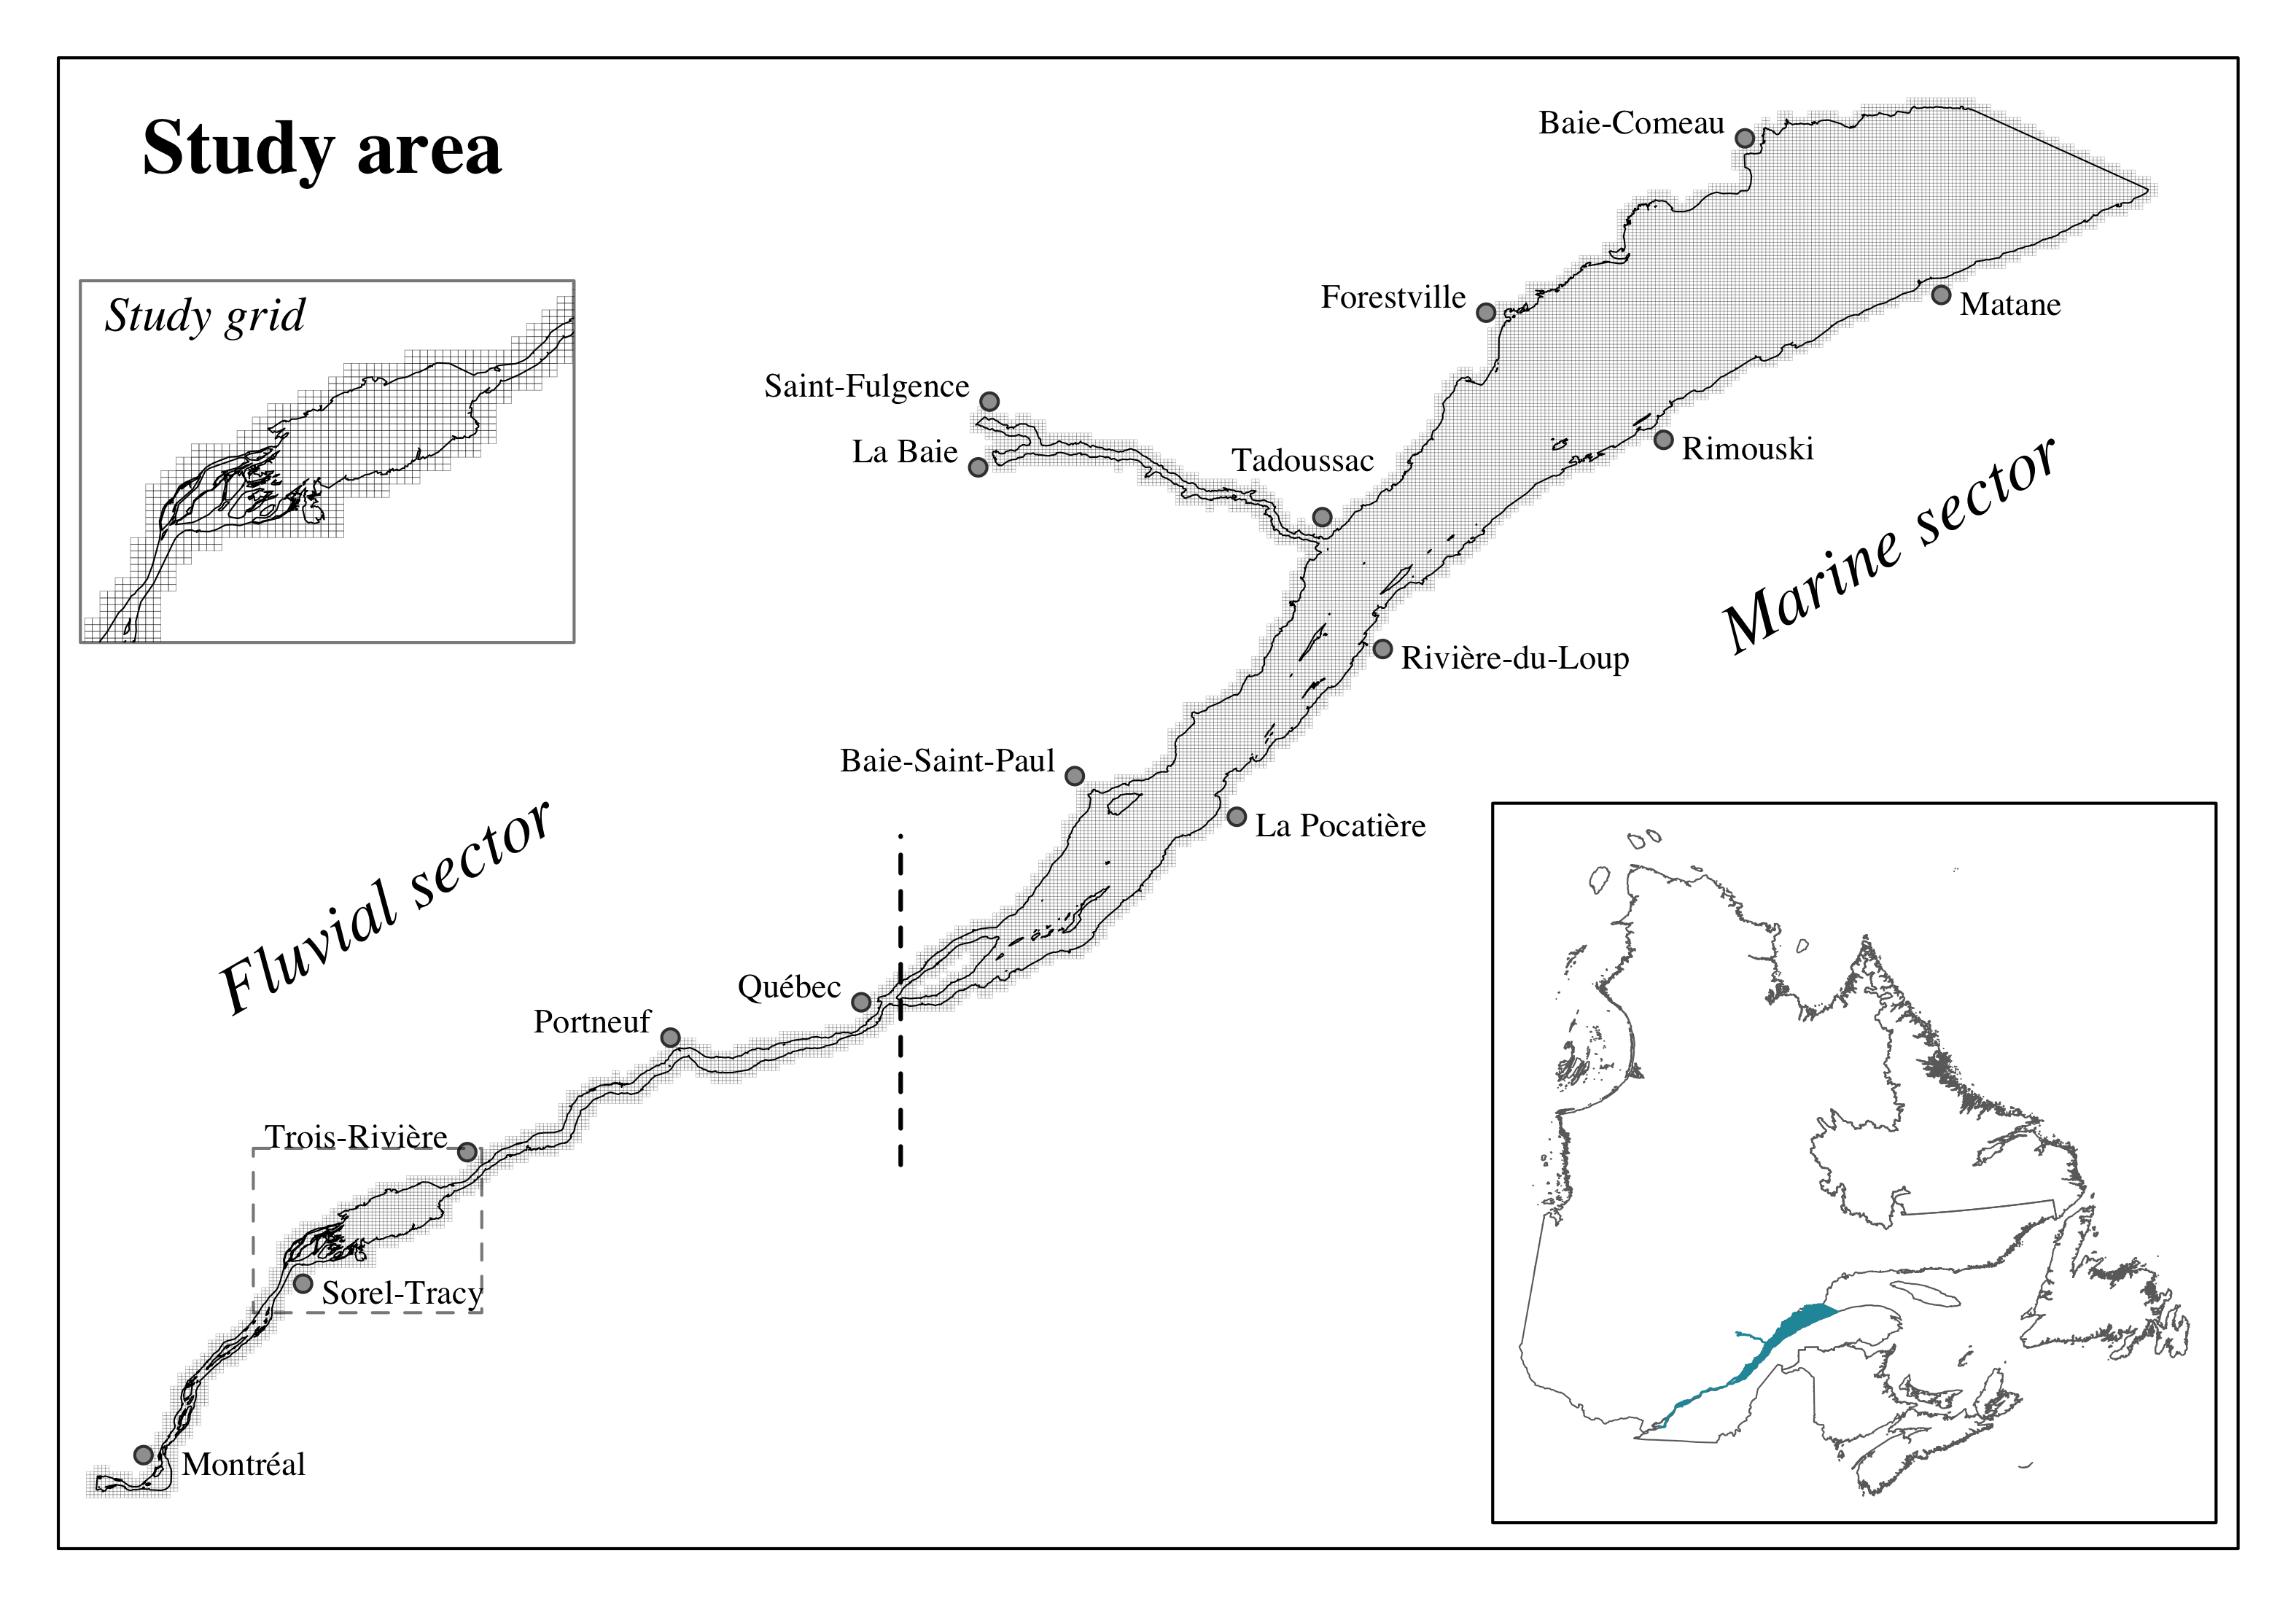 Study area
Baie-Comeau
Study grid
Forestville
Matane
Saint-Fulgence
La Baie
Tadoussac
Rimouski
Marine sector
Rivière-du-Loup
Baie-Saint-Paul
La Pocatière
Fluvial sector
Québec
Portneuf
Trois-Rivière
Sorel-Tracy
Montréal